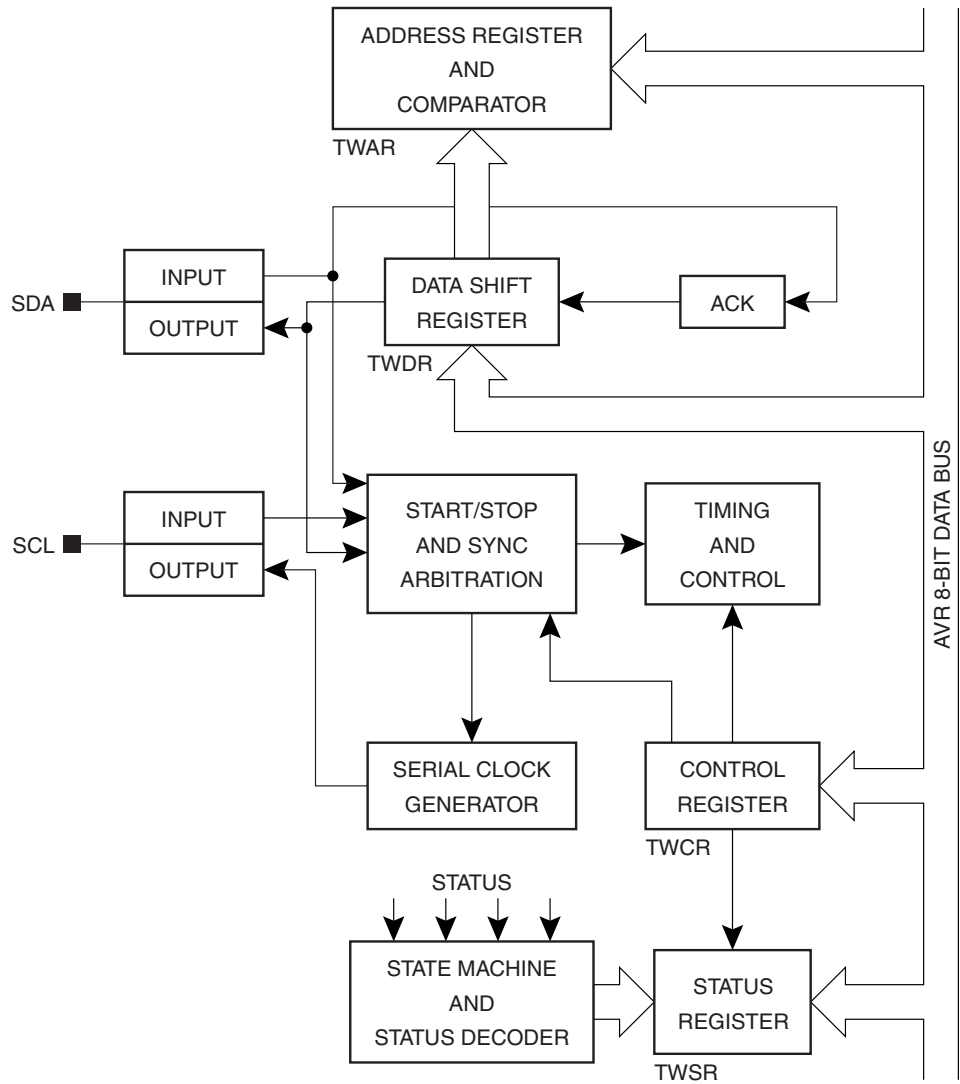 ADDRESS REGISTER
AND
COMPARATOR
TWAR
INPUT
SDA
OUTPUT
DATA SHIFT
REGISTER
TWDR
ACK
INPUT
SCL
OUTPUT
START/STOP
AND SYNC
ARBITRATION
TIMING
AND
CONTROL
AVR 8-BIT DATA BUS
SERIAL CLOCK
GENERATOR
CONTROL
REGISTER
TWCR
STATUS
STATE MACHINE
AND
STATUS DECODER
STATUS
REGISTER
TWSR